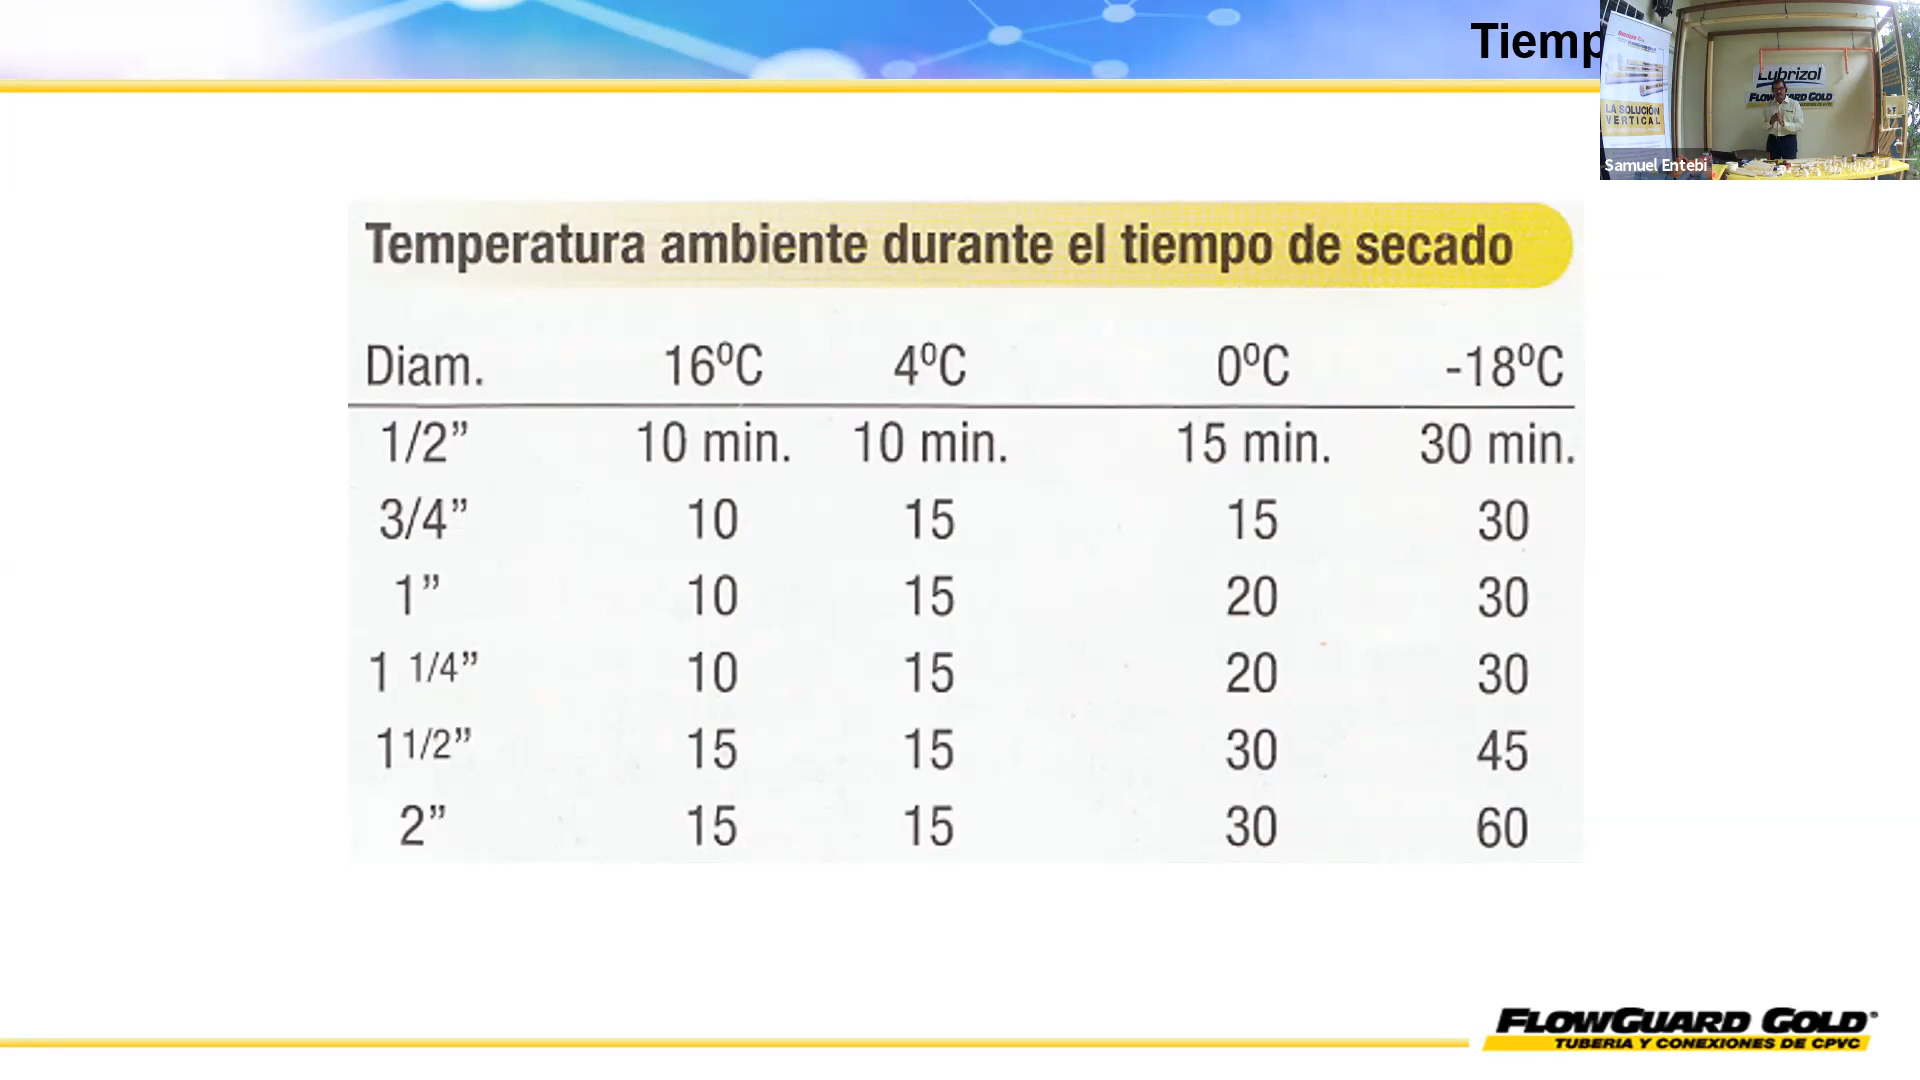 Tiemp
Lubrizol
FLOWGUARD GOLD
LA SOLUCIÓN
VERTICAL
Samuel Entebi
Temperatura ambiente durante el tiempo de secado
Diam. 16ºC 4ºC 0ºC -18ºC
1/2” 10 min. 10 min. 15 min. 30 min.
3/4” 10 15 15 30
1” 10 15 20 30
1 1/4” 10 15 20 30
1 1/2” 15 15 30 45
2” 15 15 30 60
FLOWGUARD GOLD®
TUBERIA Y CONEXIONES DE CPVC